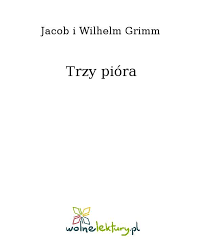 Jacob i Wilhelm Grimm
Trzy pióra
wolnelektury.pl